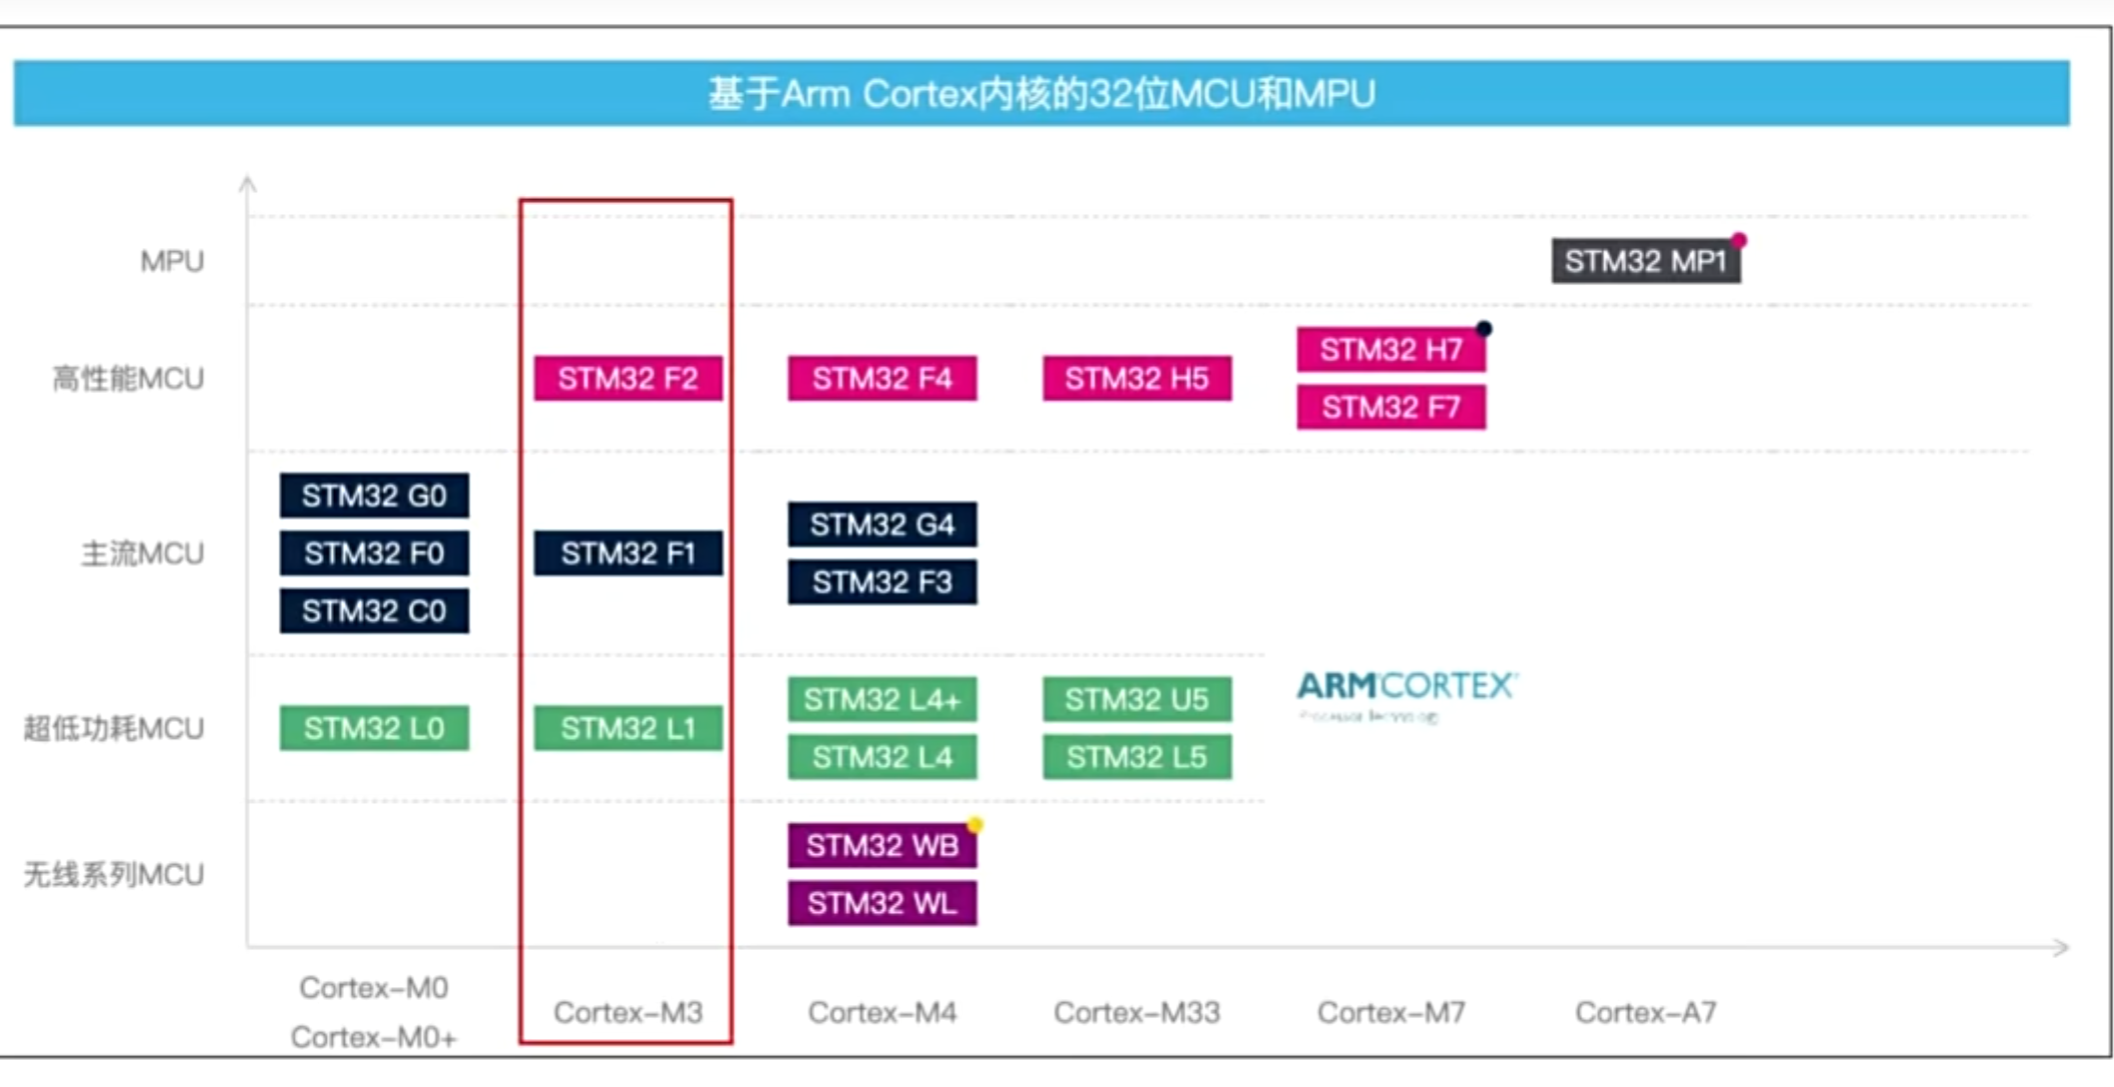 基于Arm Cortex内核的32位MCU和MPU
MPU
STM32 MP1
高性能MCU
STM32 F2
STM32 F4
STM32 H5
STM32 H7
STM32 F7
主流MCU
STM32 G0
STM32 F0
STM32 C0
STM32 F1
STM32 G4
STM32 F3
超低功耗MCU
STM32 L0
STM32 L1
STM32 L4+
STM32 L4
STM32 U5
STM32 L5
ARM CORTEX
Processor Technology
无线系列MCU
STM32 WB
STM32 WL
Cortex-M0
Cortex-M0+
Cortex-M3
Cortex-M4
Cortex-M33
Cortex-M7
Cortex-A7